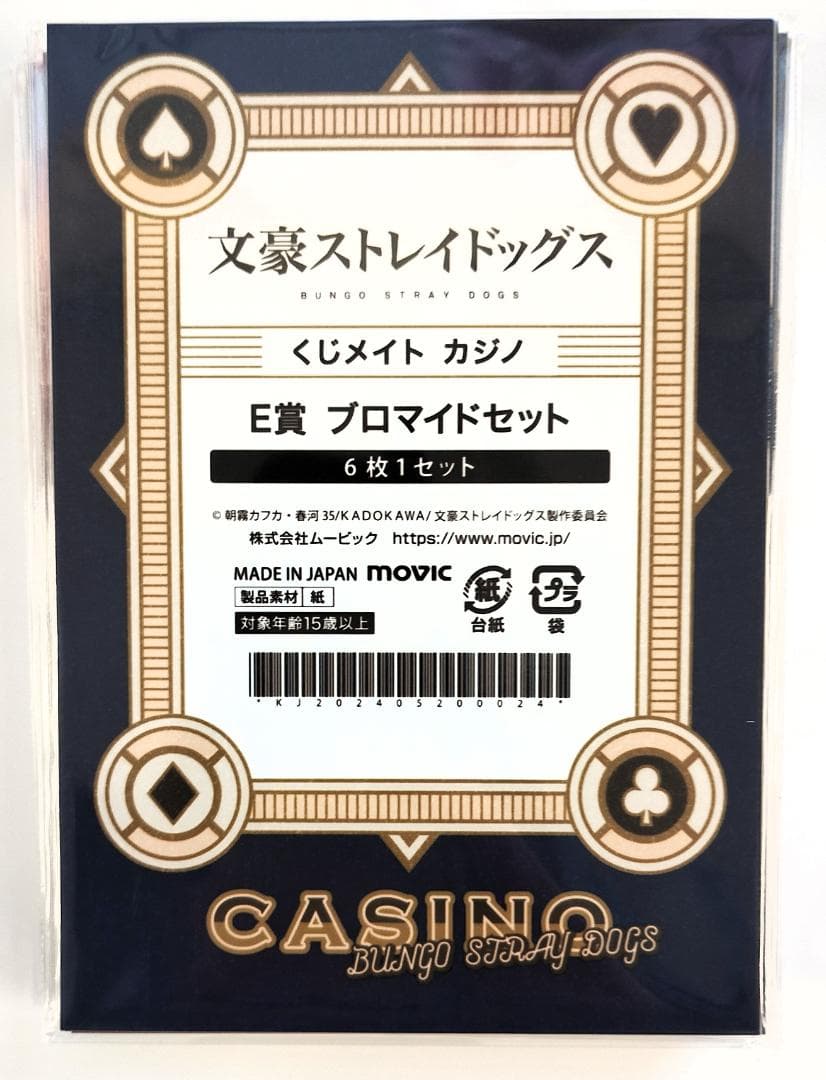 文豪ストレイドッグス
BUNGO STRAY DOGS
くじメイト カジノ
E賞 ブロマイドセット
6枚1セット
© 朝霧カフカ・春河35/KADOKAWA/文豪ストレイドッグス製作委員会
株式会社ムービック https://www.movic.jp/
MADE IN JAPAN movic
製品素材 紙
対象年齢15歳以上
紙
台紙
プラ
袋
*KJ20240520024*
CASINO
BUNGO STRAY DOGS